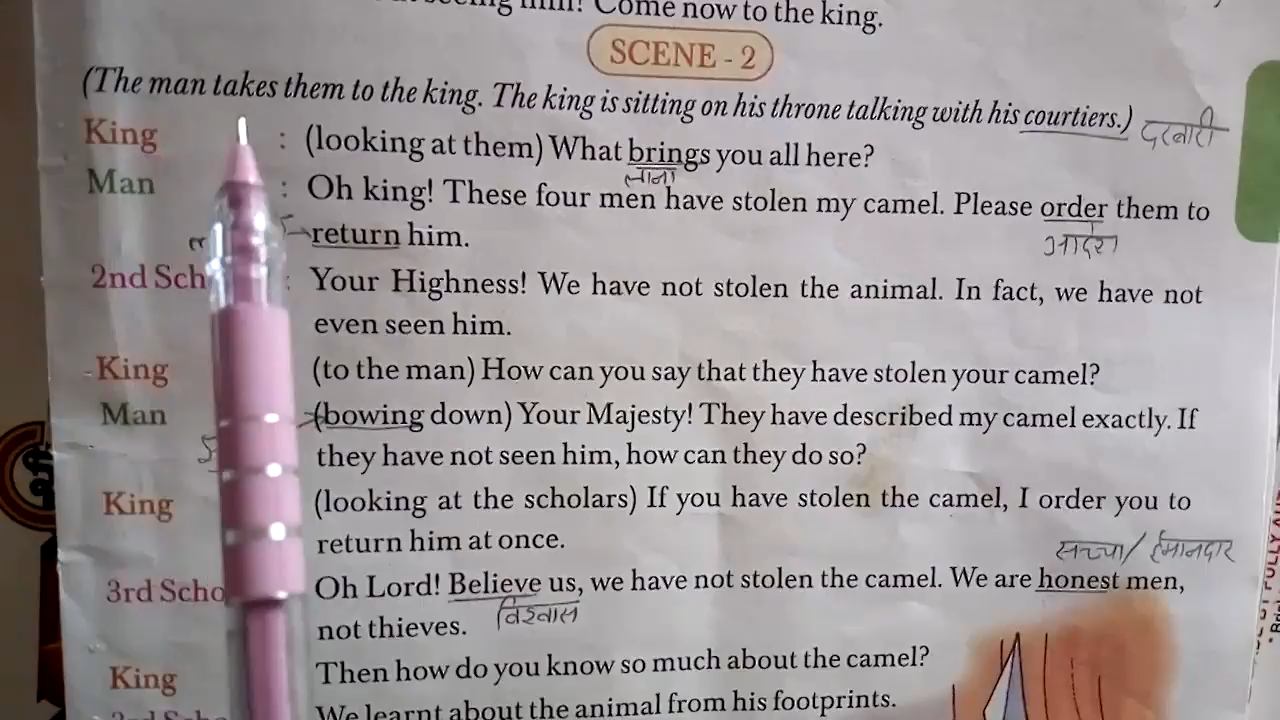 him! Come now to the king.
SCENE - 2
(The man takes them to the king. The king is sitting on his throne talking with his courtiers.) दरबारी
King : (looking at them) What brings you all here?
लाना
Man : Oh king! These four men have stolen my camel. Please order them to
return him.
आदेश
2nd Sch : Your Highness! We have not stolen the animal. In fact, we have not
even seen him.
King (to the man) How can you say that they have stolen your camel?
Man (bowing down) Your Majesty! They have described my camel exactly. If
they have not seen him, how can they do so?
King (looking at the scholars) If you have stolen the camel, I order you to
return him at once.
सच्चा/ ईमानदार
3rd Scho Oh Lord! Believe us, we have not stolen the camel. We are honest men,
विश्वास
not thieves.
King Then how do you know so much about the camel?
We learnt about the animal from his footprints.